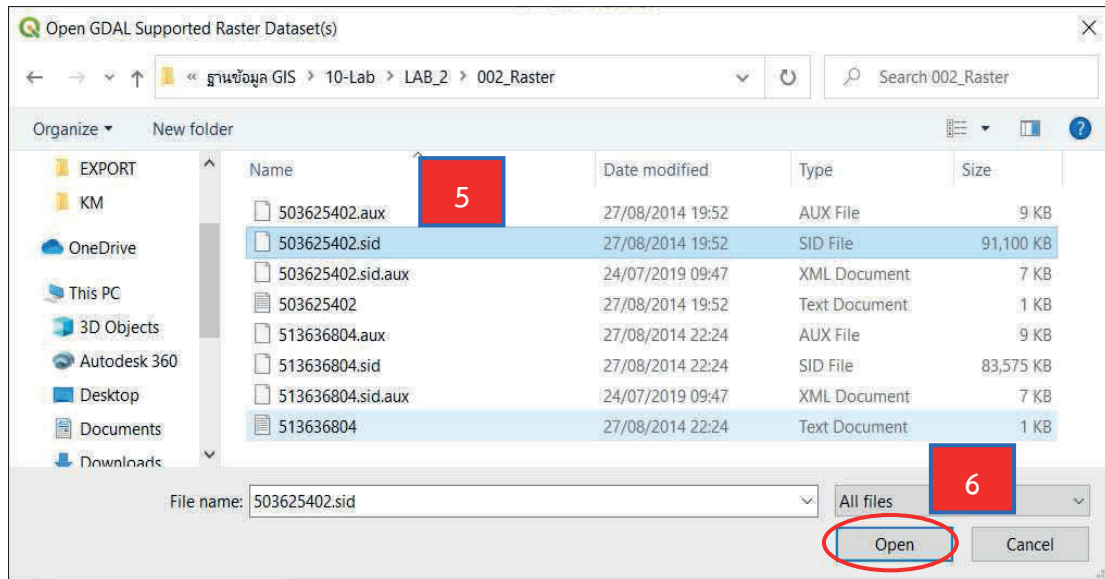 Open GDAL Supported Raster Dataset(s)
« ฐานข้อมูล GIS > 10-Lab > LAB_2 > 002_Raster
Search 002_Raster
Organize New folder
EXPORT
KM
OneDrive
This PC
3D Objects
Autodesk 360
Desktop
Documents
Downloads
Name Date modified Type Size
5
503625402.aux 27/08/2014 19:52 AUX File 9 KB
503625402.sid 27/08/2014 19:52 SID File 91,100 KB
503625402.sid.aux 24/07/2019 09:47 XML Document 7 KB
503625402 27/08/2014 19:52 Text Document 1 KB
513636804.aux 27/08/2014 22:24 AUX File 9 KB
513636804.sid 27/08/2014 22:24 SID File 83,575 KB
513636804.sid.aux 24/07/2019 09:47 XML Document 7 KB
513636804 27/08/2014 22:24 Text Document 1 KB
6
File name: 503625402.sid All files
Open Cancel